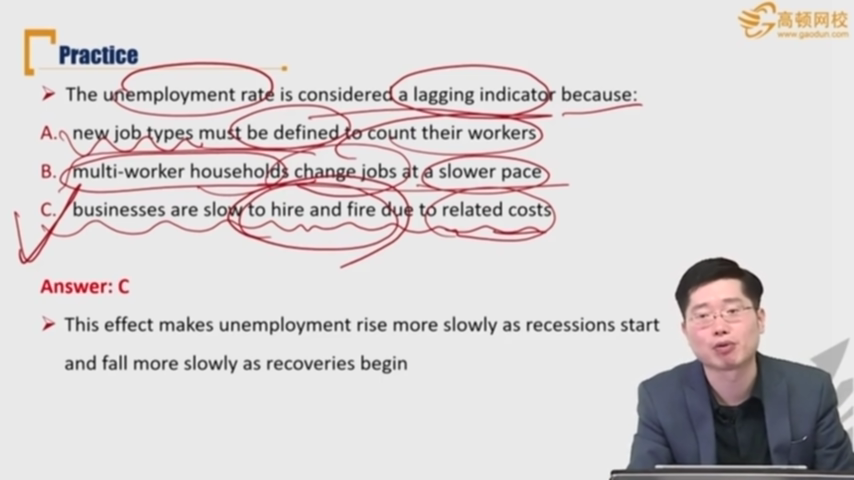 高顿网校
www.gaodun.com
Practice
The unemployment rate is considered a lagging indicator because:
A. new job types must be defined to count their workers
B. multi-worker households change jobs at a slower pace
C. businesses are slow to hire and fire due to related costs
Answer: C
This effect makes unemployment rise more slowly as recessions start
and fall more slowly as recoveries begin